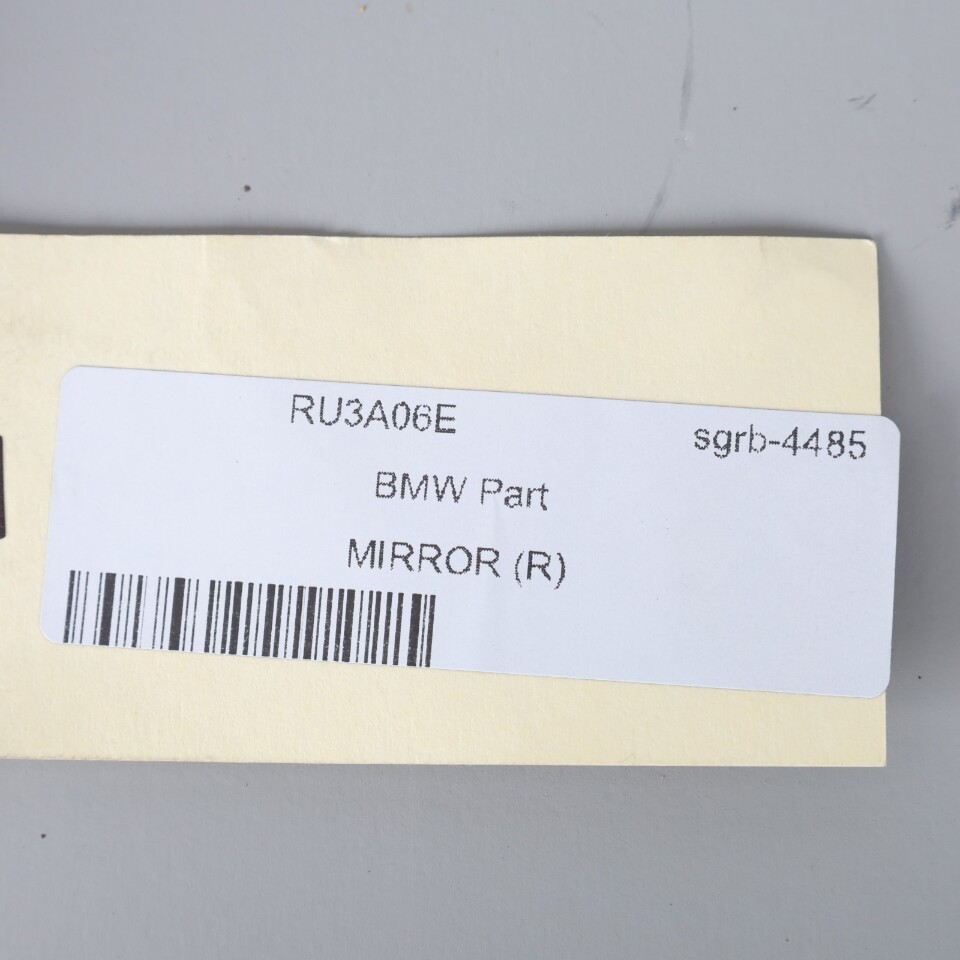 RU3A06E
sgrb-4485
BMW Part
MIRROR (R)